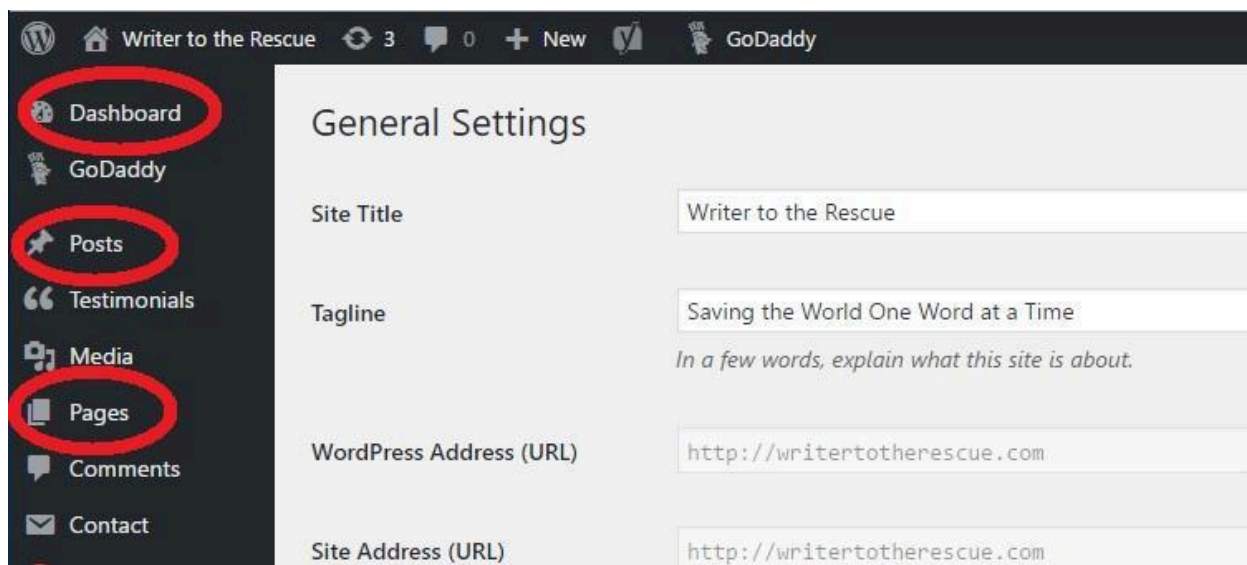 Writer to the Rescue 3 0 + New GoDaddy
Dashboard
GoDaddy
Posts
Testimonials
Media
Pages
Comments
Contact
General Settings
Site Title Writer to the Rescue
Tagline Saving the World One Word at a Time
In a few words, explain what this site is about.
WordPress Address (URL) http://writertotherescue.com
Site Address (URL) http://writertotherescue.com